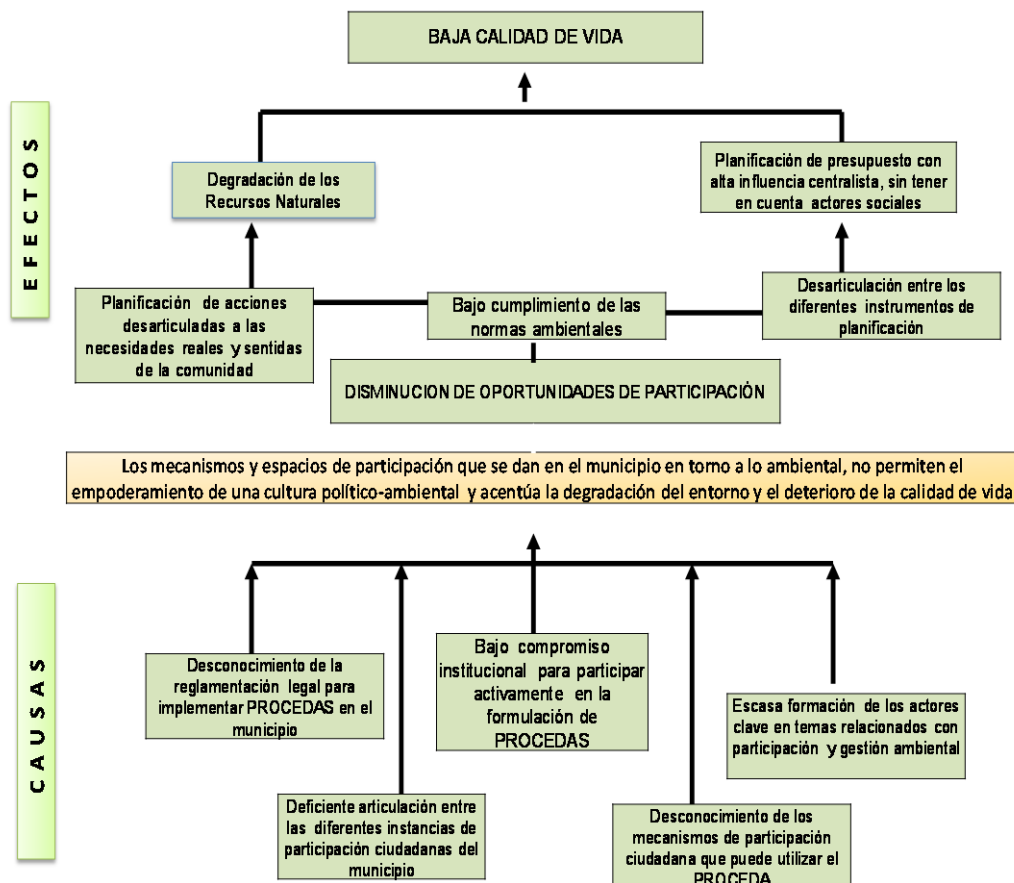 BAJA CALIDAD DE VIDA
EFECTOS
Degradación de los
Recursos Naturales
Planificación de presupuesto con
alta influencia centralista, sin tener
en cuenta actores sociales
Planificación de acciones
desarticuladas a las
necesidades reales y sentidas
de la comunidad
Bajo cumplimiento de las
normas ambientales
Desarticulación entre los
diferentes instrumentos de
planificación
DISMINUCION DE OPORTUNIDADES DE PARTICIPACIÓN
Los mecanismos y espacios de participación que se dan en el municipio en torno a lo ambiental, no permiten el
empoderamiento de una cultura político-ambiental y acentúa la degradación del entorno y el deterioro de la calidad de vida
CAUSAS
Desconocimiento de la
reglamentación legal para
implementar PROCEDAS en el
municipio
Bajo compromiso
institucional para participar
activamente en la
formulación de
PROCEDAS
Escasa formación de los actores
clave en temas relacionados con
participación y gestión ambiental
Deficiente articulación entre
las diferentes instancias de
participación ciudadanas del
municipio
Desconocimiento de los
mecanismos de participación
ciudadana que puede utilizar el
PROCEDA